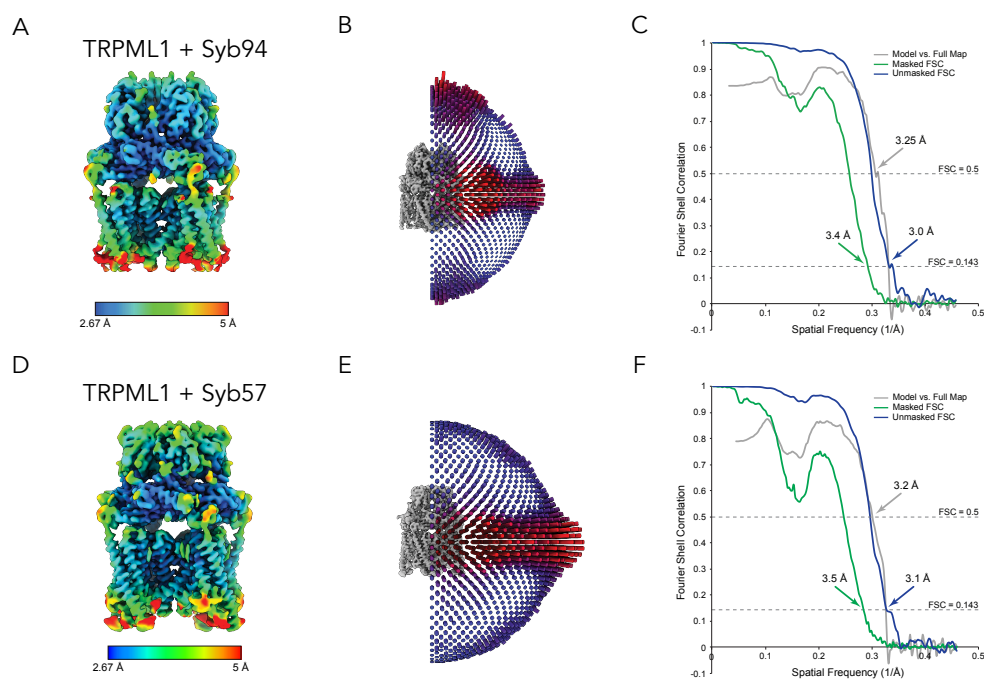 A
TRPML1 + Syb94
2.67 Å
5 Å
B
C
1
0.9
0.8
0.7
0.6
0.5
0.4
0.3
0.2
0.1
0
-0.1
Fourier Shell Correlation
Model vs. Full Map
Masked FSC
Unmasked FSC
3.25 Å
FSC = 0.5
3.4 Å
3.0 Å
FSC = 0.143
0
0.1
0.2
0.3
0.4
0.5
Spatial Frequency (1/Å)
D
TRPML1 + Syb57
2.67 Å
5 Å
E
F
1
0.9
0.8
0.7
0.6
0.5
0.4
0.3
0.2
0.1
0
-0.1
Fourier Shell Correlation
Model vs. Full Map
Masked FSC
Unmasked FSC
3.2 Å
FSC = 0.5
3.5 Å
3.1 Å
FSC = 0.143
0
0.1
0.2
0.3
0.4
0.5
Spatial Frequency (1/Å)